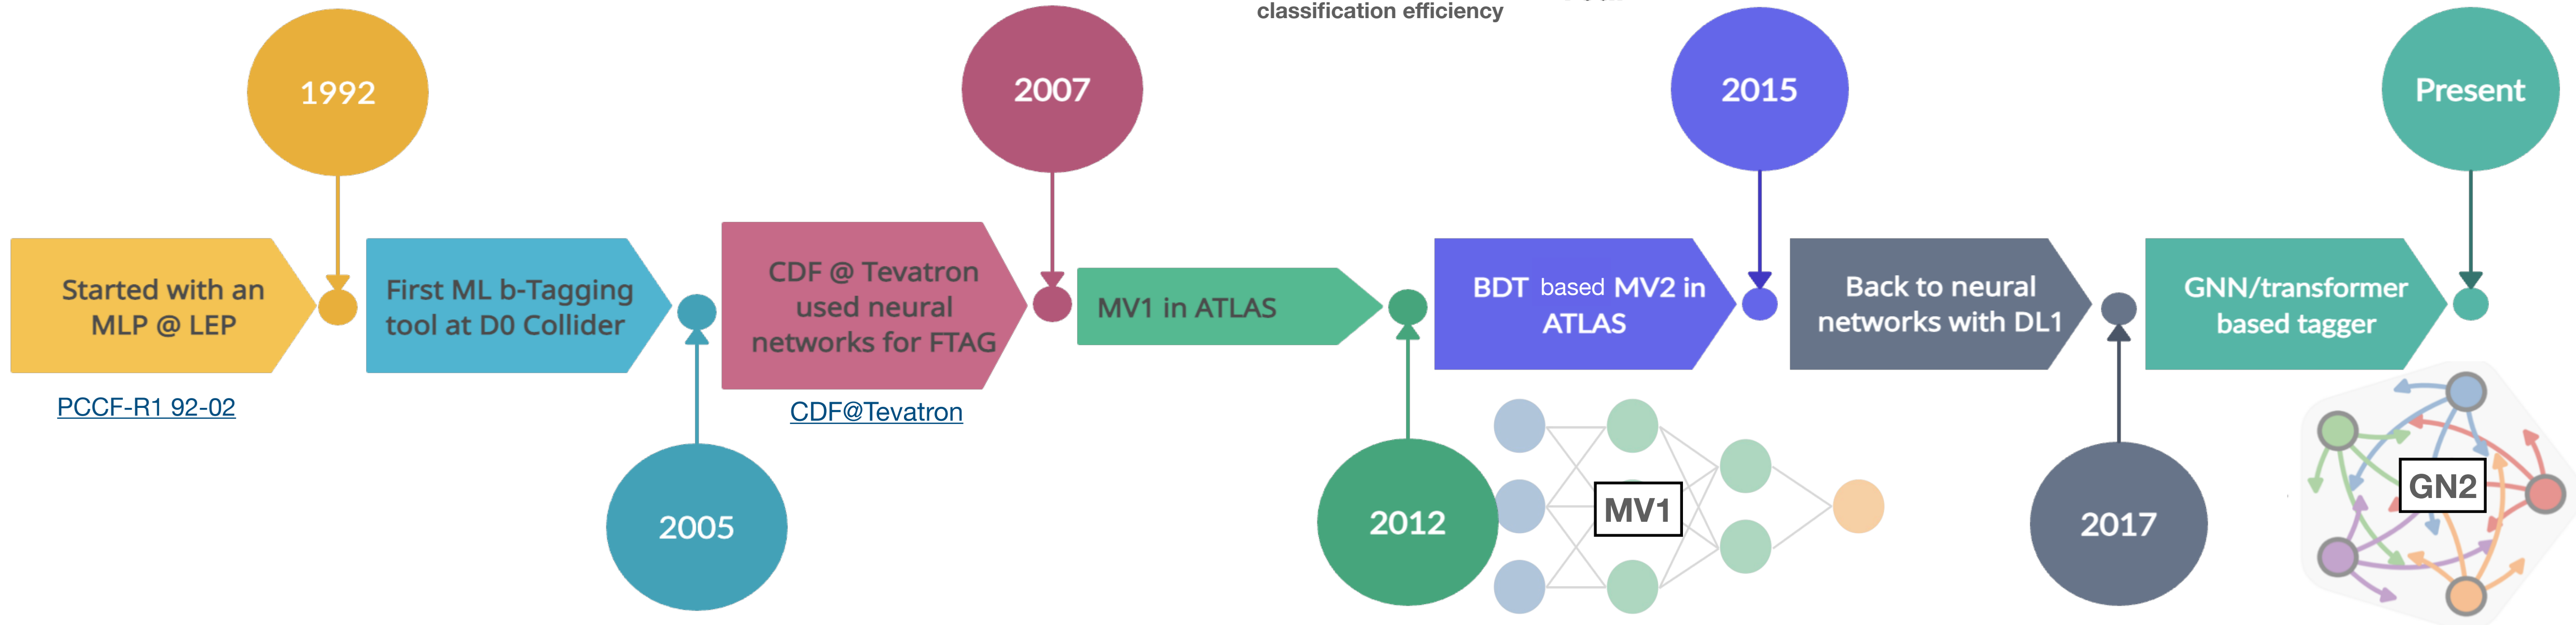 classification efficiency
1992
2007
2015
Present
Started with an
MLP @ LEP
First ML b-Tagging
tool at D0 Collider
CDF @ Tevatron
used neural
networks for FTAG
MV1 in ATLAS
BDT based MV2 in
ATLAS
Back to neural
networks with DL1
GNN/transformer
based tagger
PCCF-R1 92-02
CDF@Tevatron
2005
2012
MV1
2017
GN2